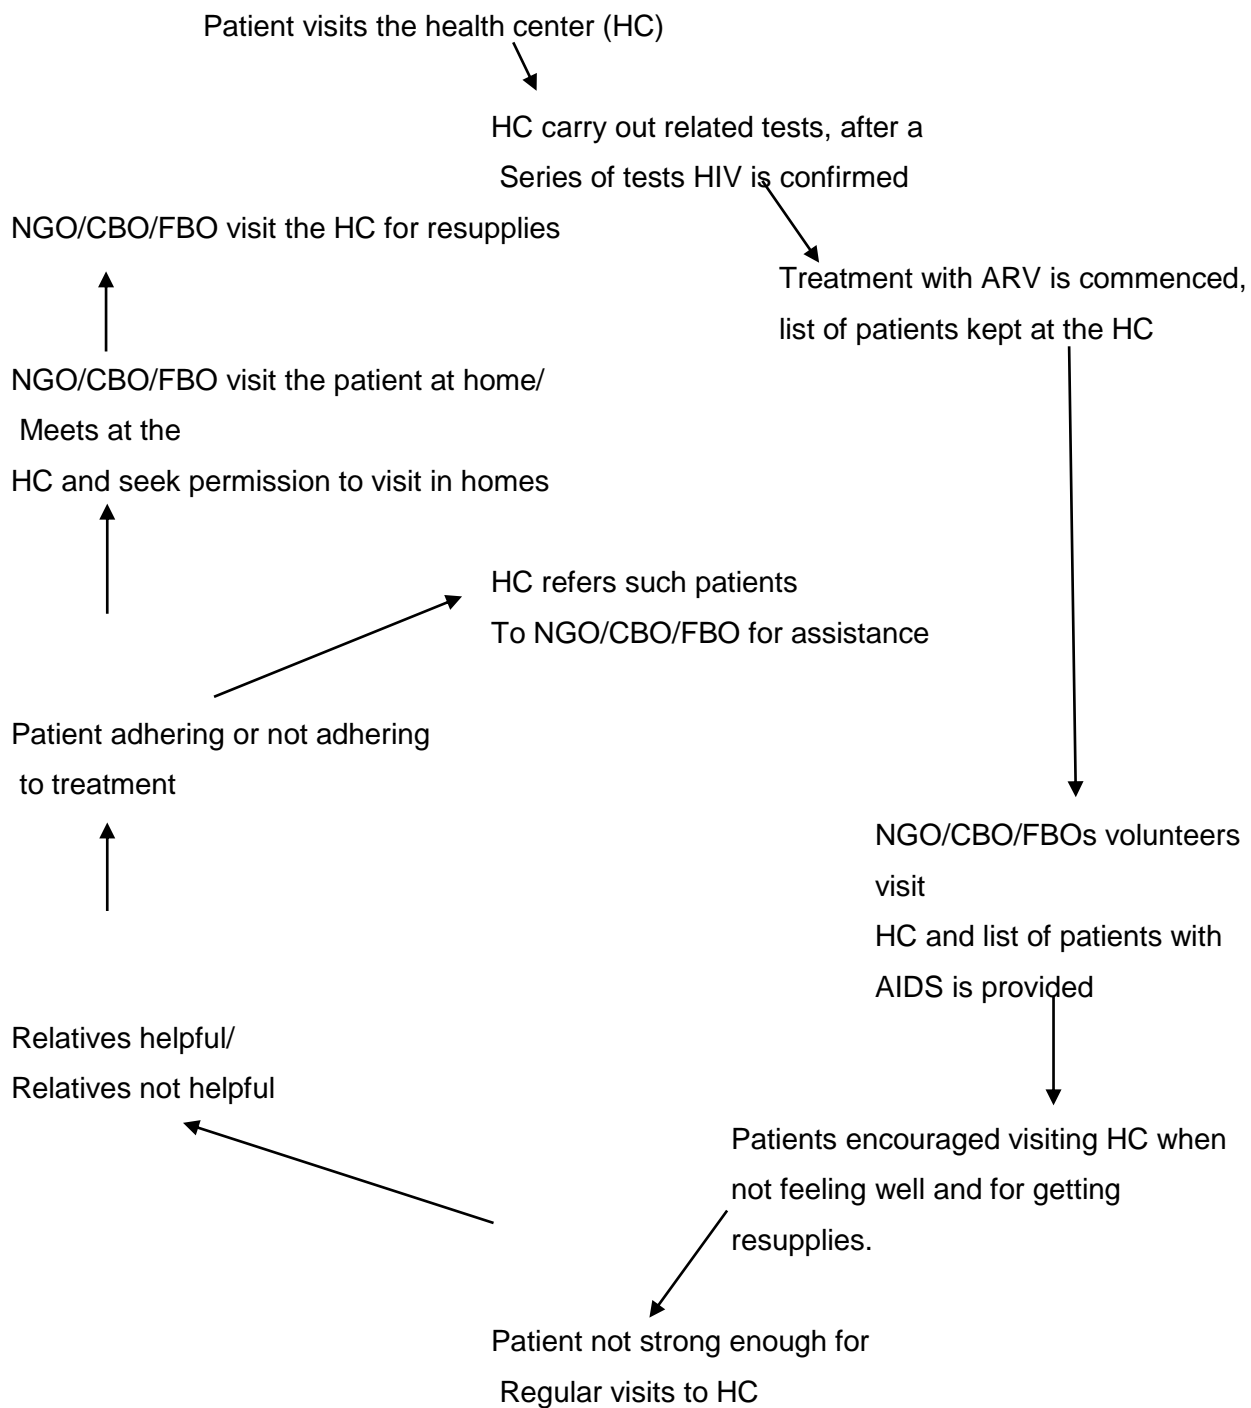 Patient visits the health center (HC)
HC carry out related tests, after a
Series of tests HIV is confirmed
NGO/CBO/FBO visit the HC for resupplies
Treatment with ARV is commenced,
list of patients kept at the HC
NGO/CBO/FBO visit the patient at home/
Meets at the
HC and seek permission to visit in homes
HC refers such patients
To NGO/CBO/FBO for assistance
Patient adhering or not adhering
to treatment
NGO/CBO/FBOs volunteers
visit
HC and list of patients with
AIDS is provided
Relatives helpful/
Relatives not helpful
Patients encouraged visiting HC when
not feeling well and for getting
resupplies.
Patient not strong enough for
Regular visits to HC